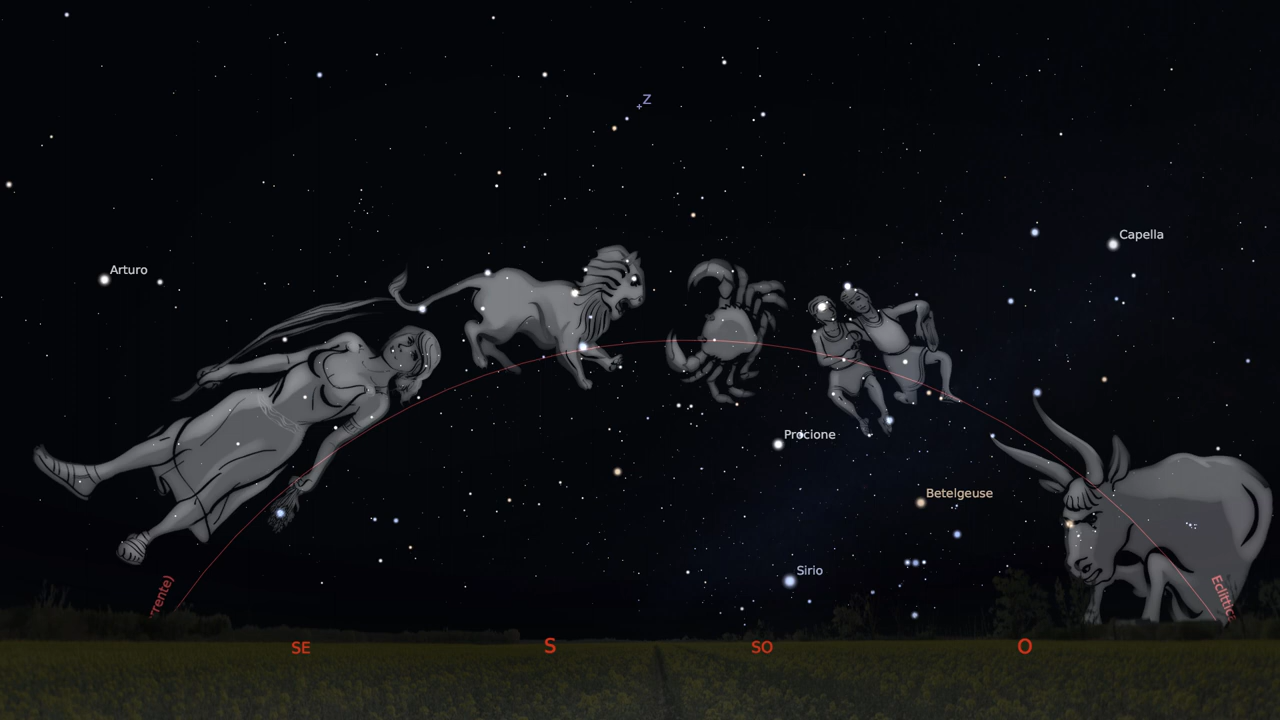 Z
Capella
Arturo
Procione
Betelgeuse
Sirio
rrente)
Eclittica
SE
S
SO
O